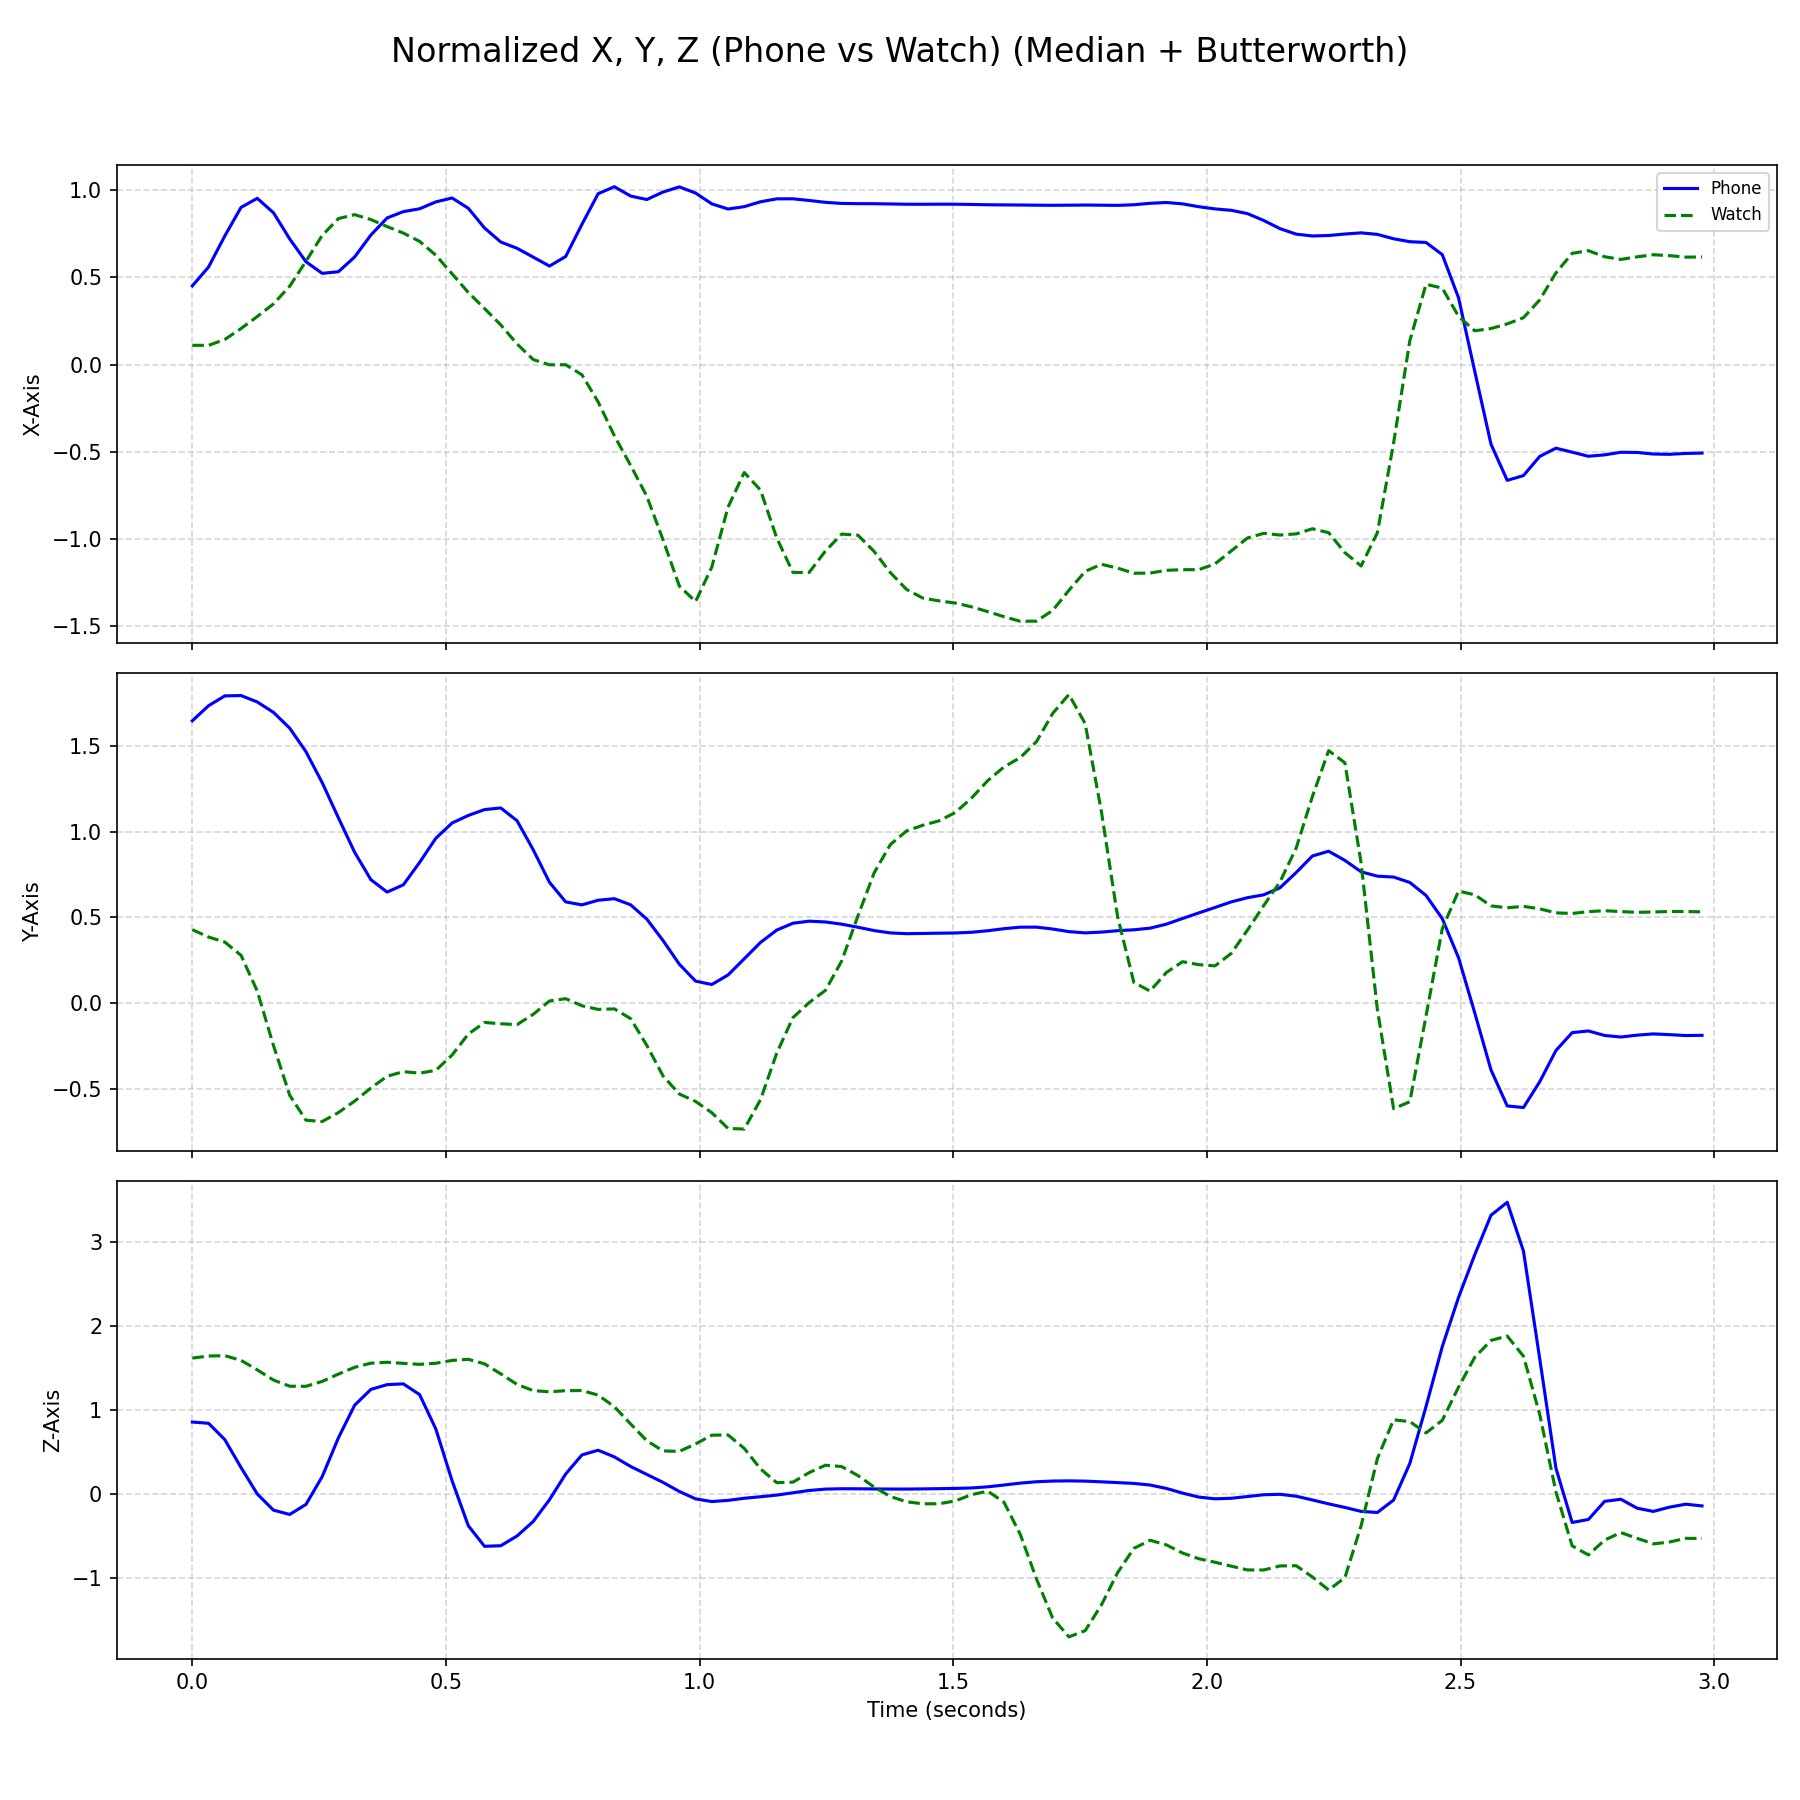 Normalized X, Y, Z (Phone vs Watch) (Median + Butterworth)
Phone
Watch
1.0
0.5
0.0
−0.5
−1.0
−1.5
X-Axis
1.5
1.0
0.5
0.0
−0.5
Y-Axis
3
2
1
0
−1
Z-Axis
0.0 0.5 1.0 1.5 2.0 2.5 3.0
Time (seconds)